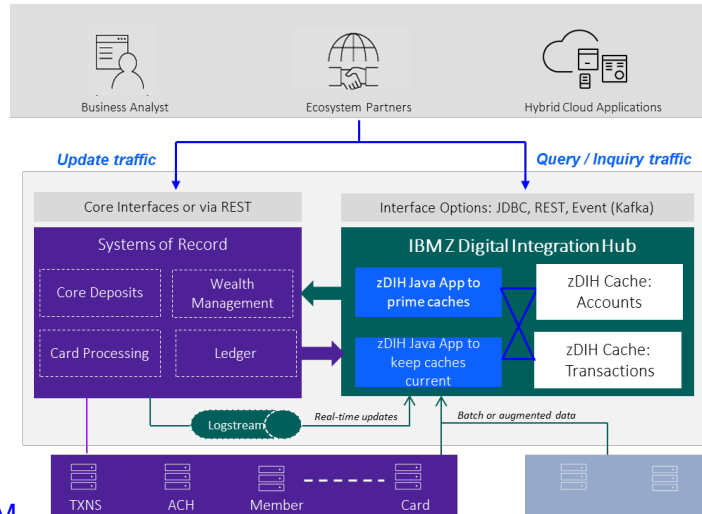 Business Analyst
Ecosystem Partners
Hybrid Cloud Applications
Update traffic
Query / Inquiry traffic
Core Interfaces or via REST
Interface Options: JDBC, REST, Event (Kafka)
Systems of Record
IBM Z Digital Integration Hub
Core Deposits
Wealth
Management
zDIH Java App to
prime caches
zDIH Cache:
Accounts
Card Processing
Ledger
zDIH Java App to
keep caches
current
zDIH Cache:
Transactions
Logstream
Real-time updates
Batch or augmented data
TXNS
ACH
Member
Card